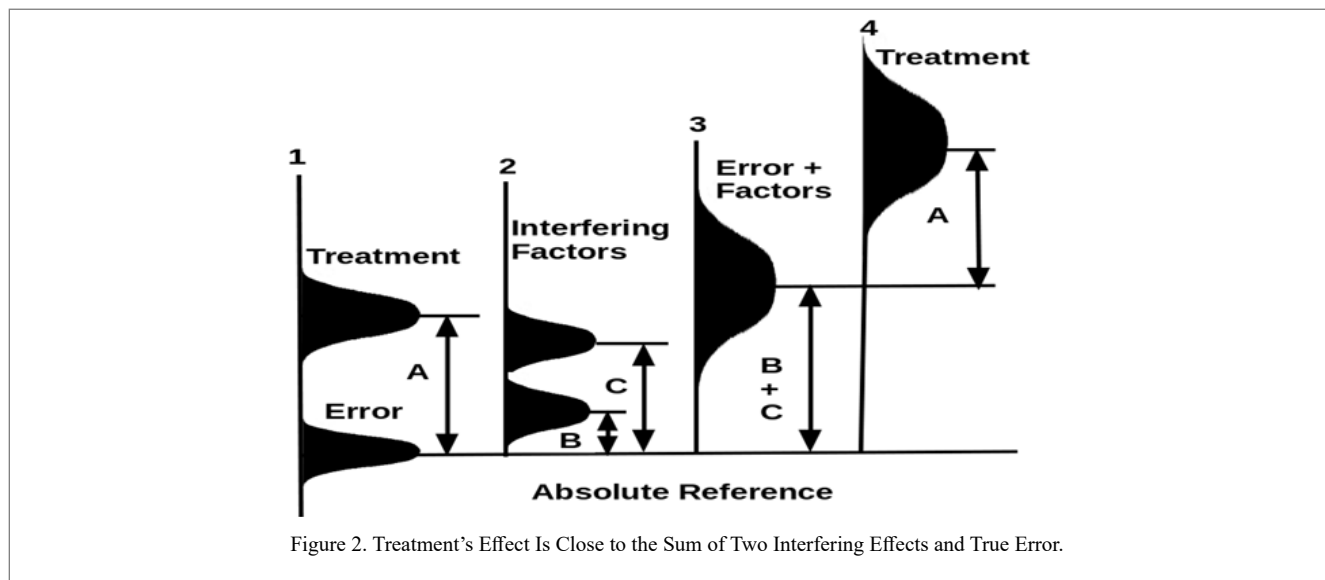 1
Treatment
A
Error
2
Interfering
Factors
C
B
3
Error +
Factors
B
+
C
4
Treatment
A
Absolute Reference
Figure 2. Treatment’s Effect Is Close to the Sum of Two Interfering Effects and True Error.